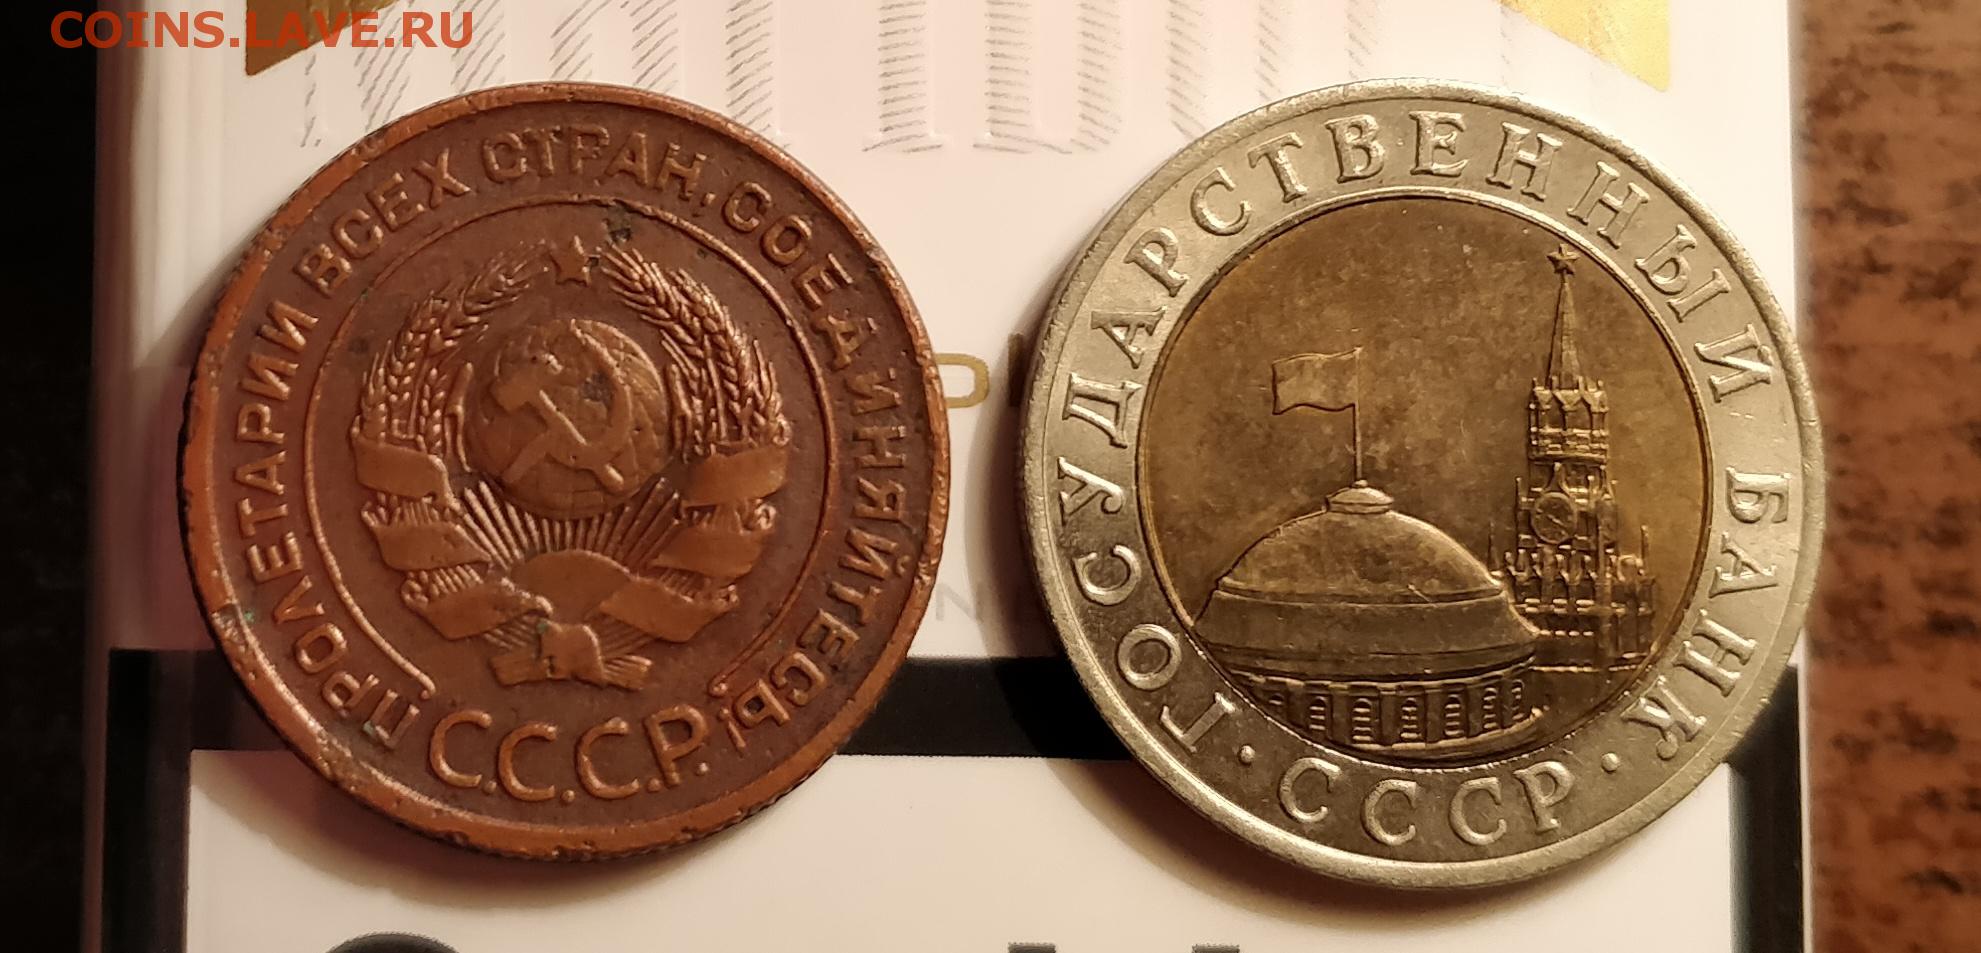 COINS.LAVE.RU
ПРОЛЕТАРИИ ВСЕХ СТРАН, СОЕДИНЯЙТЕСЬ!
С.С.С.Р.
ГОСУДАРСТВЕННЫЙ БАНК
· СССР ·